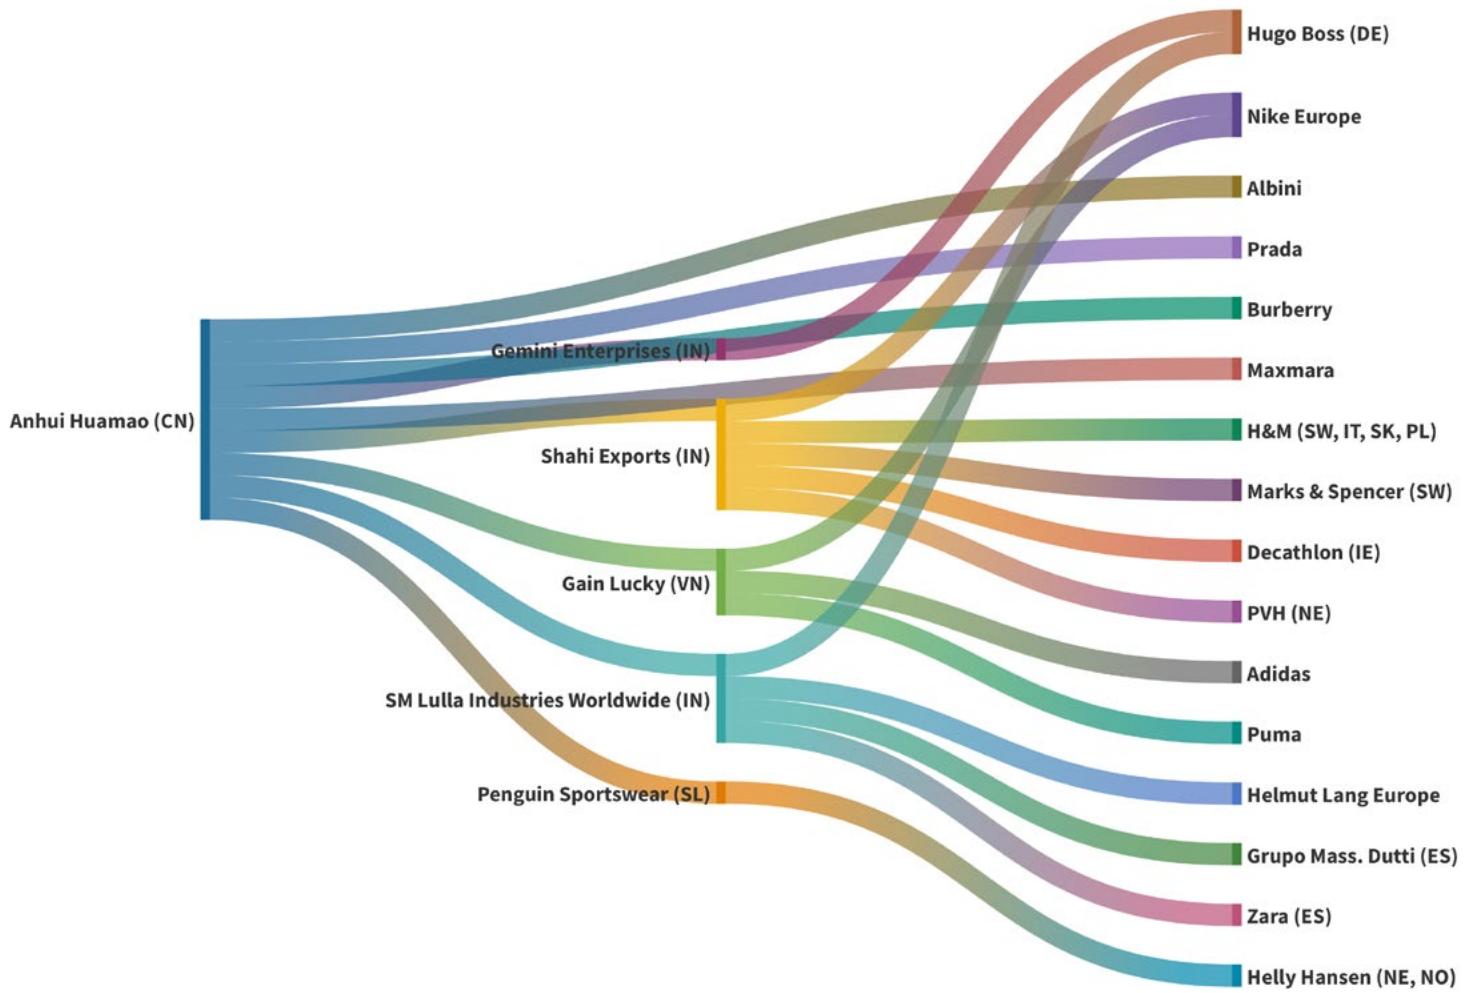 Anhui Huamao (CN)
Gemini Enterprises (IN)
Shahi Exports (IN)
Gain Lucky (VN)
SM Lulla Industries Worldwide (IN)
Penguin Sportswear (SL)
Hugo Boss (DE)
Nike Europe
Albini
Prada
Burberry
Maxmara
H&M (SW, IT, SK, PL)
Marks & Spencer (SW)
Decathlon (IE)
PVH (NE)
Adidas
Puma
Helmut Lang Europe
Grupo Mass. Dutti (ES)
Zara (ES)
Helly Hansen (NE, NO)